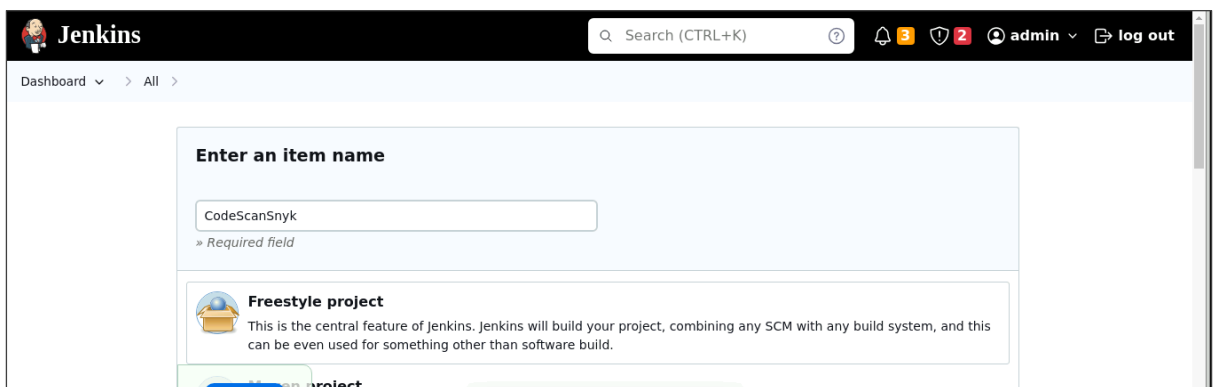 Jenkins
Search (CTRL+K)
3
2
admin
log out
Dashboard
All
Enter an item name
CodeScanSnyk
» Required field
Freestyle project
This is the central feature of Jenkins. Jenkins will build your project, combining any SCM with any build system, and this
can be even used for something other than software build.
Maven project